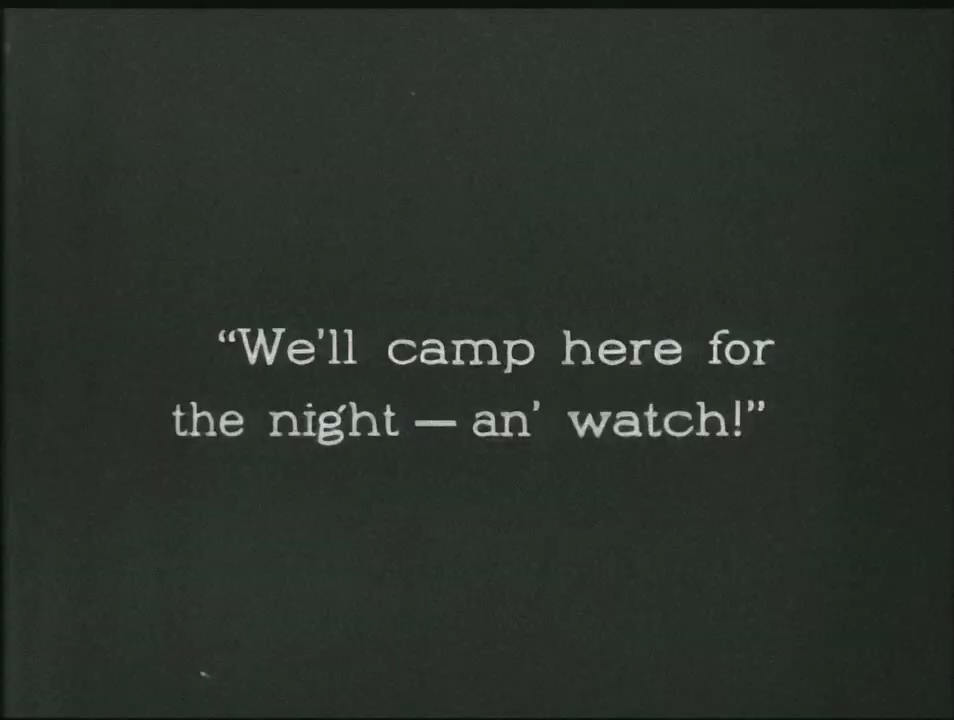 “We'll camp here for
the night — an' watch!”